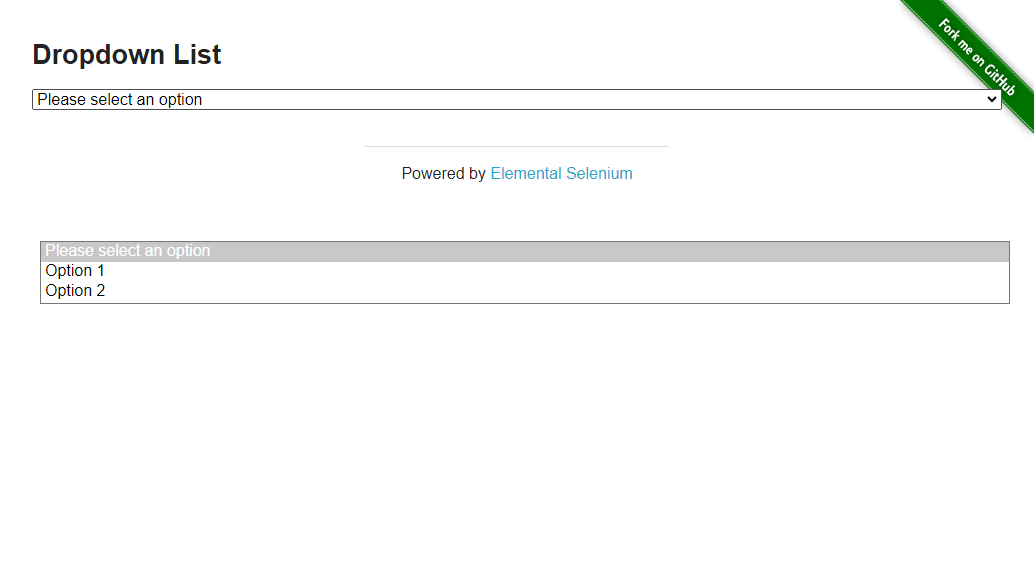 Fork me on GitHub
Dropdown List
Please select an option
Powered by Elemental Selenium
Please select an option
Option 1
Option 2